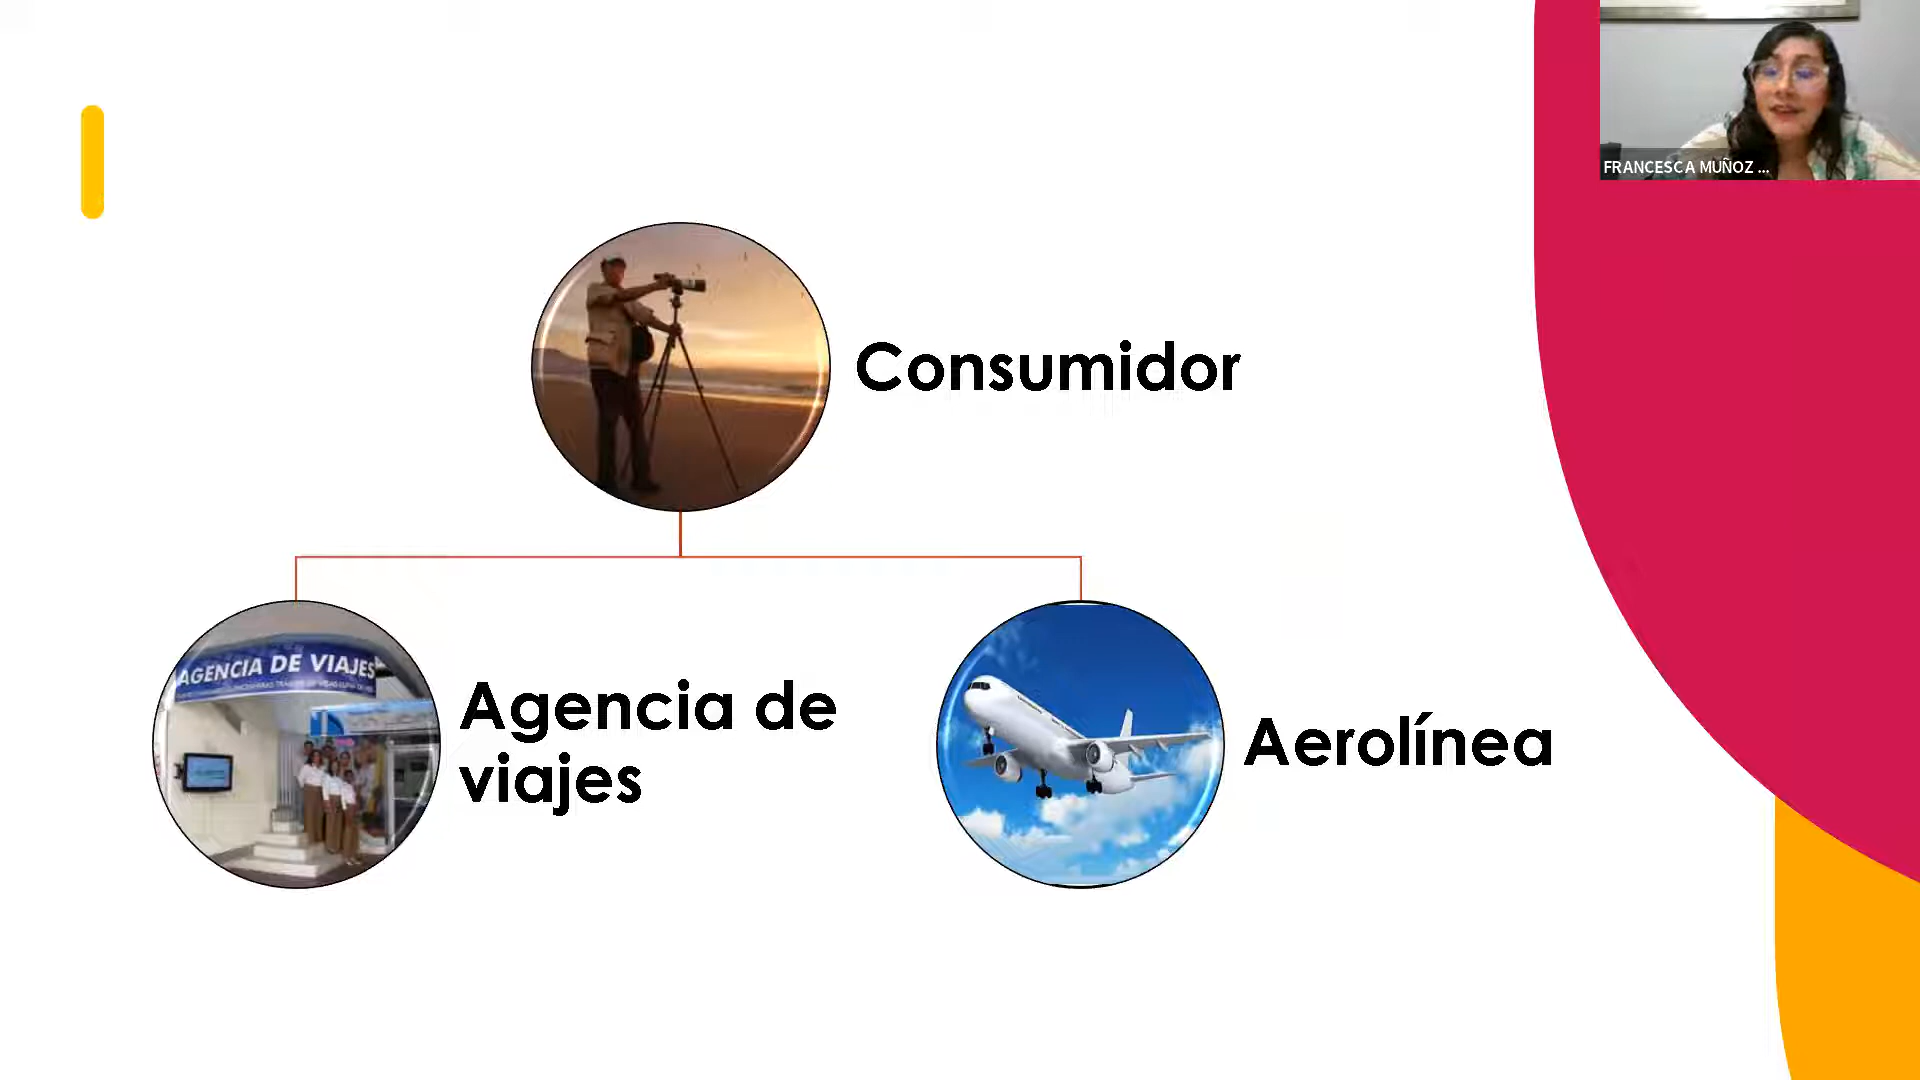 FRANCESCA MUÑOZ ...
Consumidor
AGENCIA DE VIAJES
Agencia de
viajes
Aerolínea